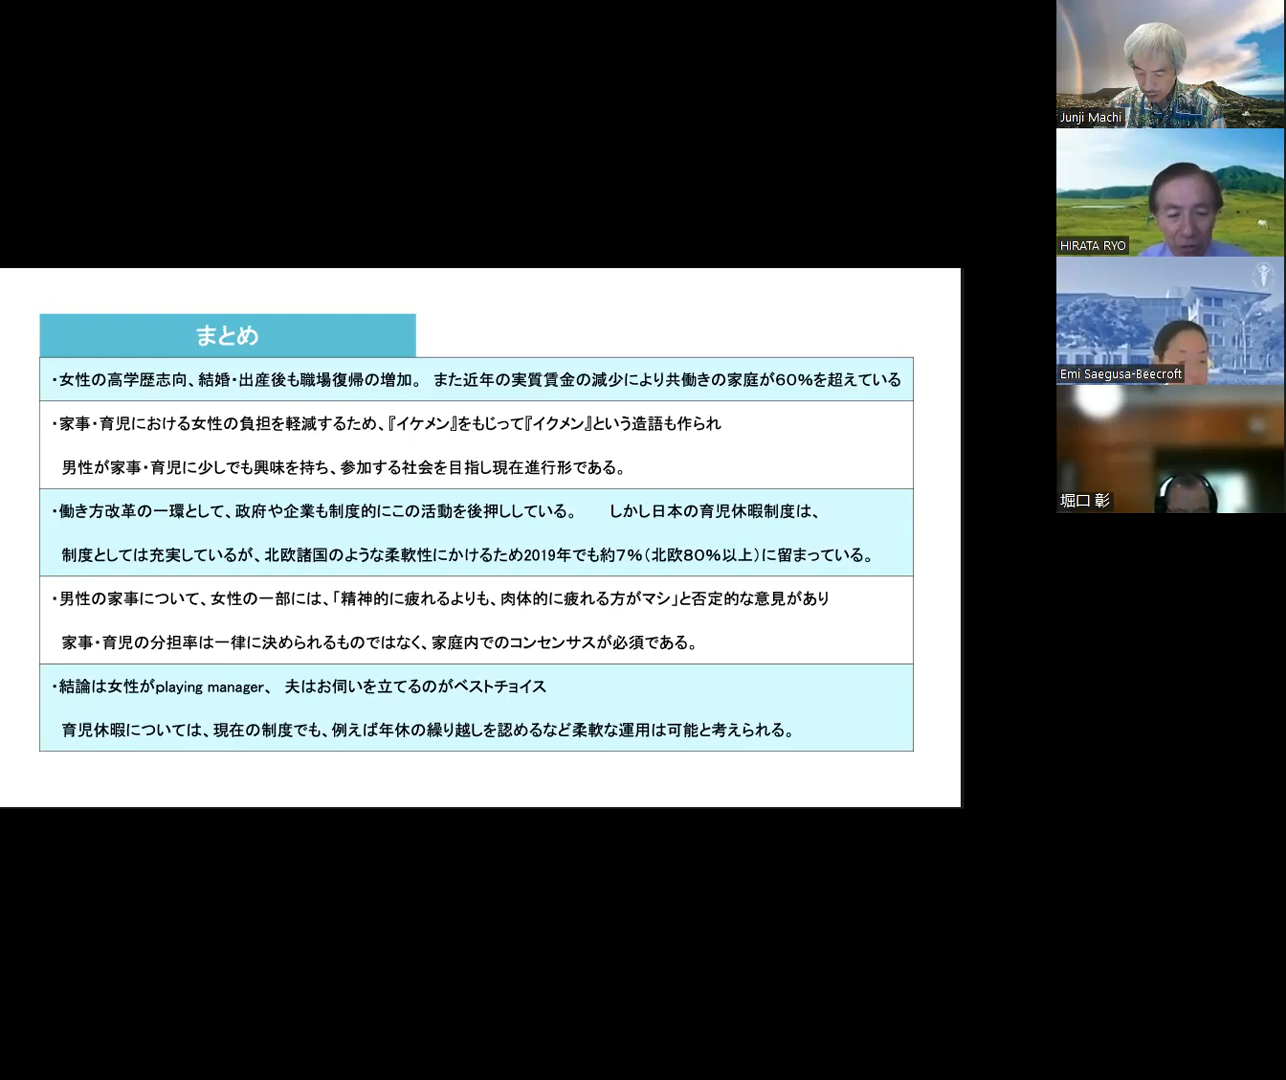 まとめ
・女性の高学歴志向、結婚・出産後も職場復帰の増加。 また近年の実質賃金の減少により共働きの家庭が60%を超えている
・家事・育児における女性の負担を軽減するため、『イケメン』をもじって『イクメン』という造語も作られ
男性が家事・育児に少しでも興味を持ち、参加する社会を目指し現在進行形である。
・働き方改革の一環として、政府や企業も制度的にこの活動を後押ししている。 しかし日本の育児休暇制度は、
制度としては充実しているが、北欧諸国のような柔軟性にかけるため2019年でも約7%(北欧80%以上)に留まっている。
・男性の家事について、女性の一部には、「精神的に疲れるよりも、肉体的に疲れる方がマシ」と否定的な意見があり
家事・育児の分担率は一律に決められるものではなく、家庭内でのコンセンサスが必須である。
・結論は女性がplaying manager、 夫はお伺いを立てるのがベストチョイス
育児休暇については、現在の制度でも、例えば年休の繰り越しを認めるなど柔軟な運用は可能と考えられる。
Junji Machi
HIRATA RYO
Emi Saegusa-Beecroft
堀口 彰